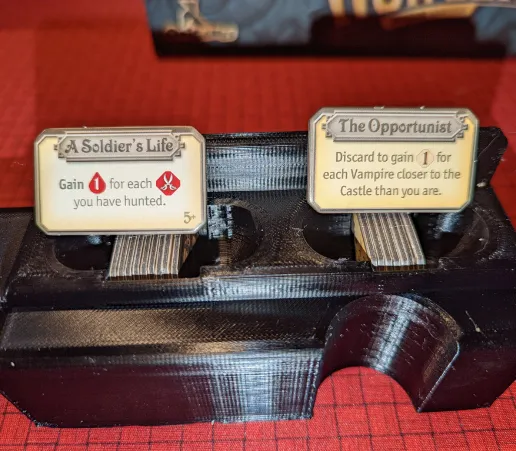 A Soldier's Life
Gain 1 for each
you have hunted.
5+
The Opportunist
Discard to gain 1 for
each Vampire closer to the
Castle than you are.